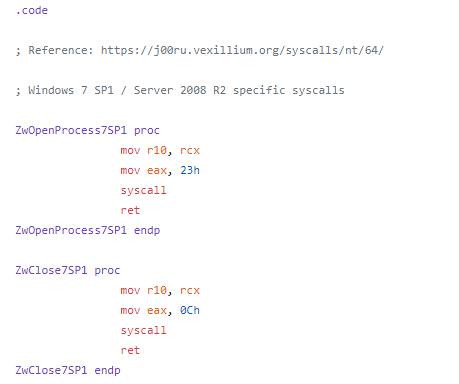 .code
; Reference: https://j00ru.vexillium.org/syscalls/nt/64/
; Windows 7 SP1 / Server 2008 R2 specific syscalls
ZwOpenProcess7SP1 proc
mov r10, rcx
mov eax, 23h
syscall
ret
ZwOpenProcess7SP1 endp
ZwClose7SP1 proc
mov r10, rcx
mov eax, 0Ch
syscall
ret
ZwClose7SP1 endp